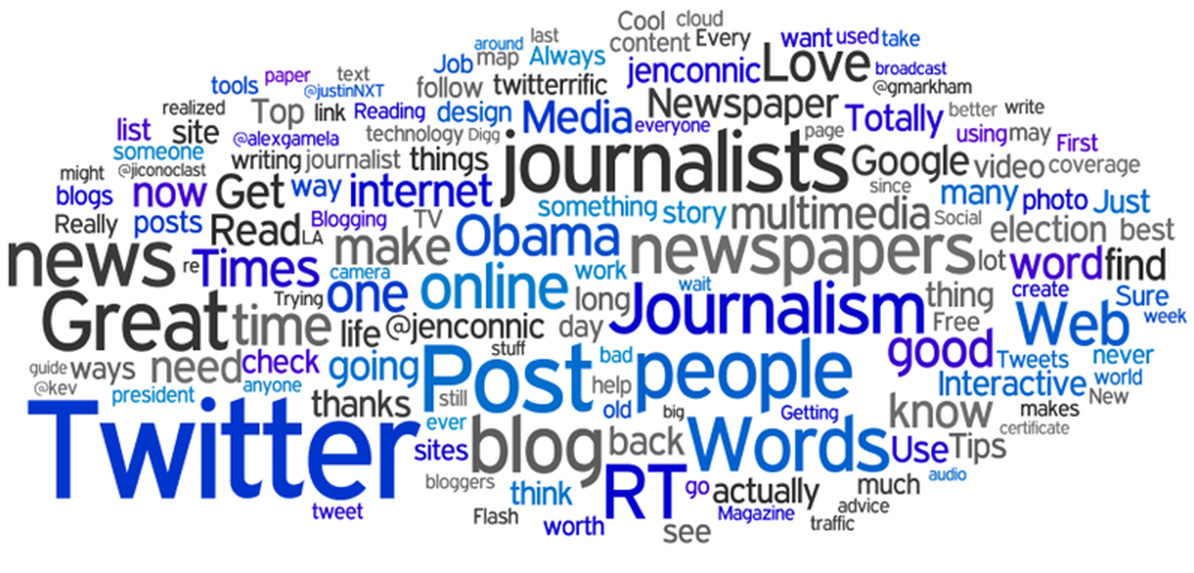 Cool cloud
around last content Every want used take
Job map Always jenconnic Love broadcast
tools paper text @justinNXT follow twitterrific @gmarkham
realized Top link Reading design Media Newspaper Totally better write
list site @alexgamela technology Digg everyone page using may First
someone @jiconoclast writing journalist things journalists Google video coverage
might blogs now Get way internet since many photo Just
Really posts Read LA Blogging TV something story multimedia Social election best
news re Times make Obama newspapers lot word find
camera online work wait create
Great time Trying one long Journalism thing Free Web Sure week
life @jenconnic day
guide ways need check going stuff Post bad people good Tweets never
@kev president anyone still help Interactive world New
Twitter thanks ever old big Getting know makes certificate
sites blog back Words Use Tips
bloggers think RT go actually much audio
tweet Flash worth see Magazine traffic advice